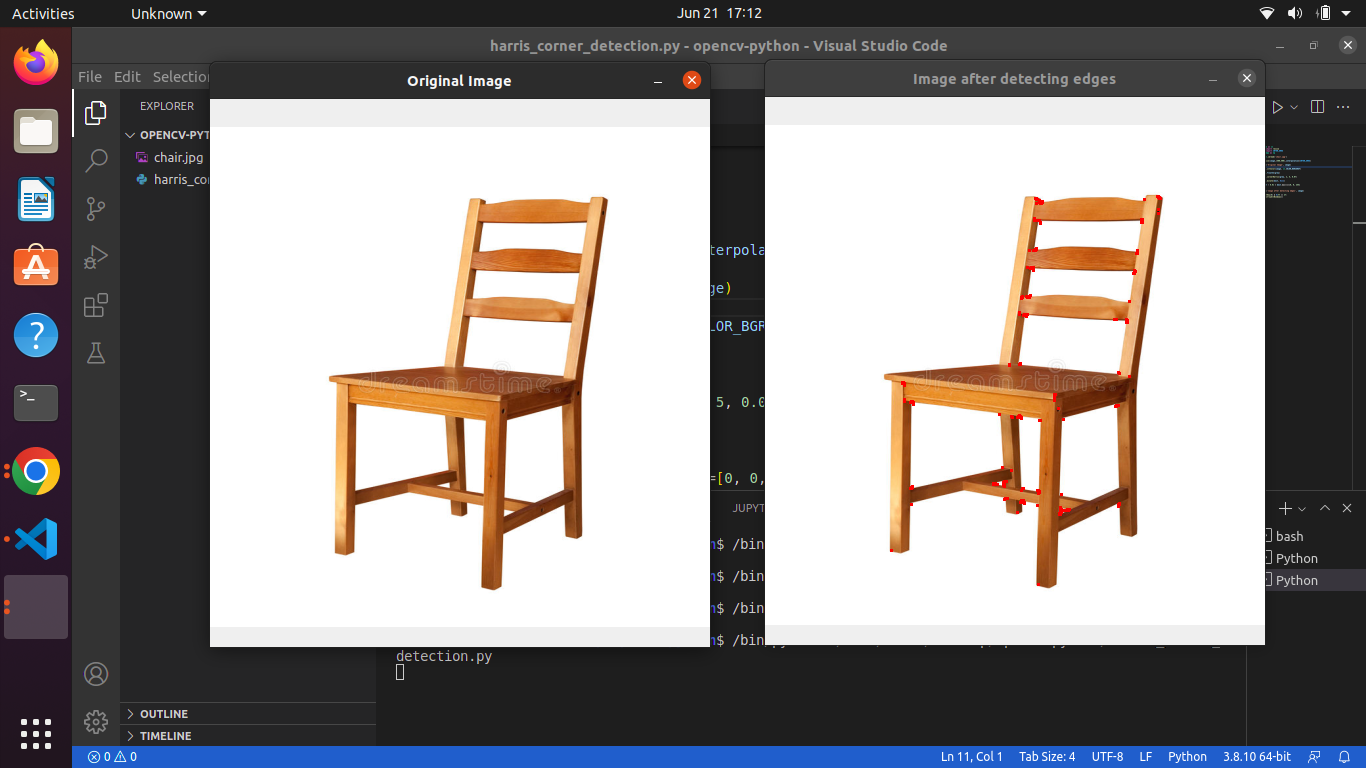 Activities
Unknown
Jun 21 17:12
harris_corner_detection.py - opencv-python - Visual Studio Code
File Edit Selectio
Original Image
Image after detecting edges
EXPLORER
OPENCV-PYT
chair.jpg
harris_cor
terpola
ge)
LOR_BGR
5, 0.0
=[0, 0,
dreamstime
dreamstime
JUPYT
$ /bin
$ /bin
$ /bin
$ /bin
detection.py
bash
Python
Python
OUTLINE
TIMELINE
0 0
Ln 11, Col 1 Tab Size: 4 UTF-8 LF Python 3.8.10 64-bit